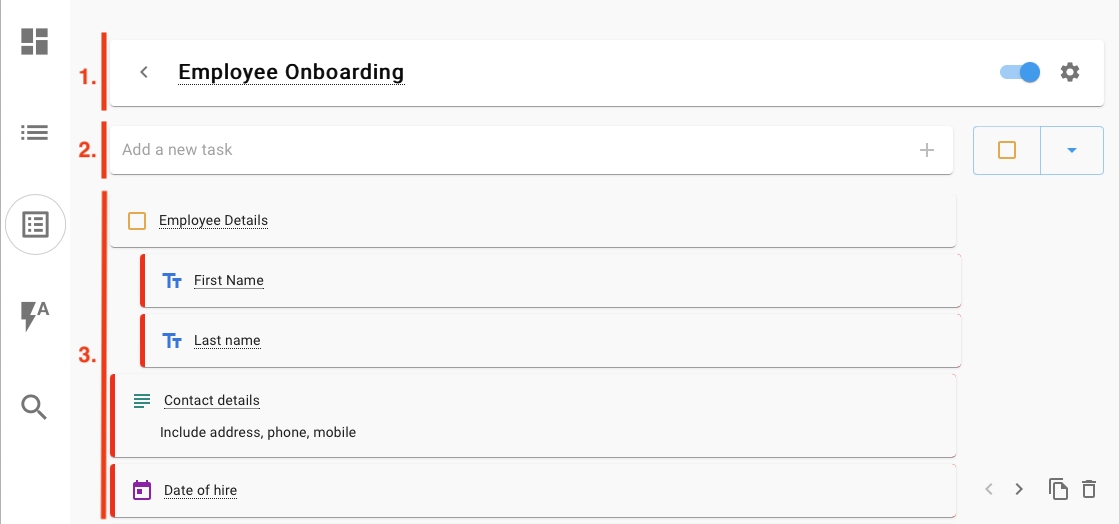 1.
Employee Onboarding
2.
Add a new task
Employee Details
First Name
Last name
3.
Contact details
Include address, phone, mobile
Date of hire